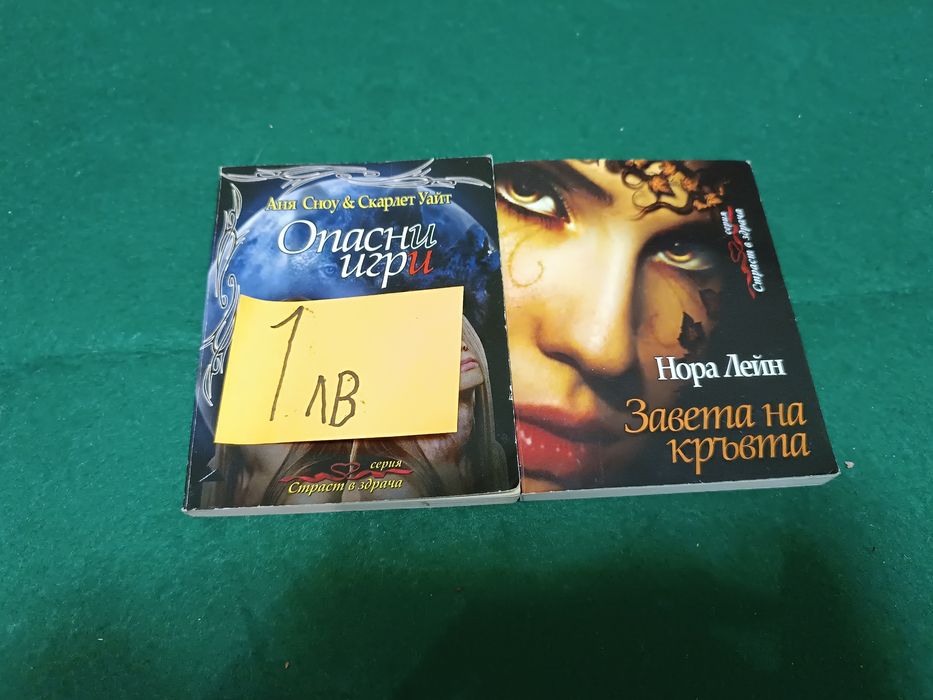 Аня Сноу & Скарлет Уайт
Опасни
игри
1 лв
серия
Страст в здрача
серия
Страст в здрача
Нора Лейн
Завета на
кръвта